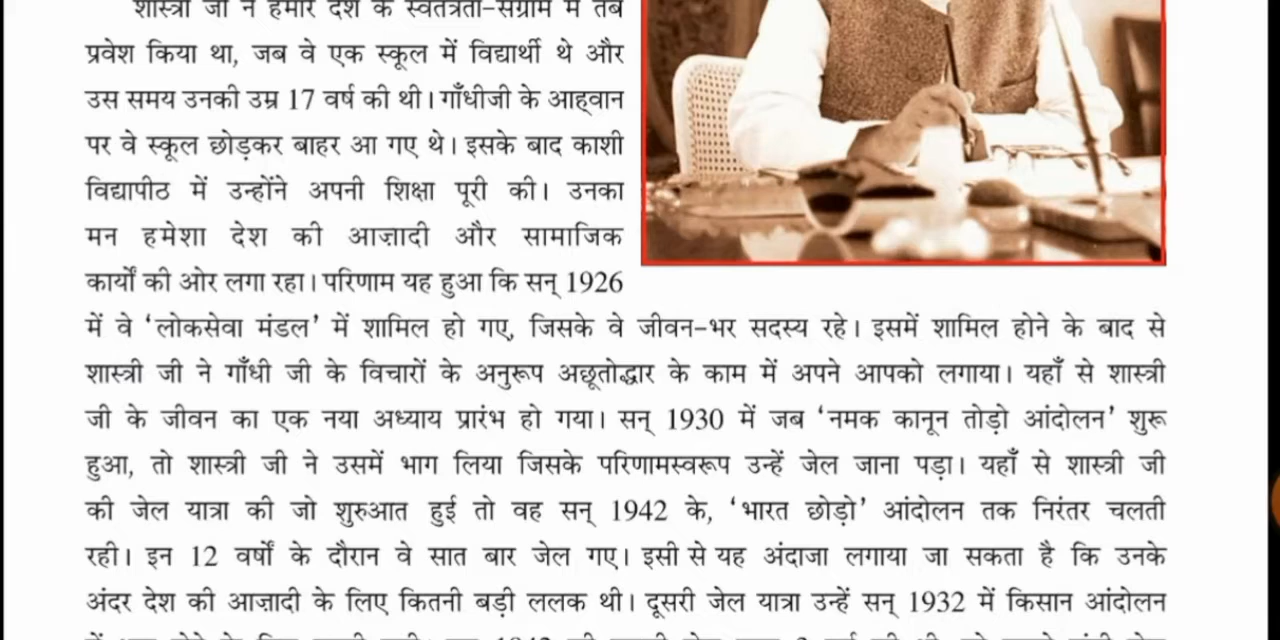 शास्त्री जी ने हमारे देश के स्वतंत्रता-संग्राम में तब
प्रवेश किया था, जब वे एक स्कूल में विद्यार्थी थे और
उस समय उनकी उम्र 17 वर्ष की थी। गाँधीजी के आह्वान
पर वे स्कूल छोड़कर बाहर आ गए थे। इसके बाद काशी
विद्यापीठ में उन्होंने अपनी शिक्षा पूरी की। उनका
मन हमेशा देश की आज़ादी और सामाजिक
कार्यों की ओर लगा रहा। परिणाम यह हुआ कि सन् 1926
में वे ‘लोकसेवा मंडल’ में शामिल हो गए, जिसके वे जीवन-भर सदस्य रहे। इसमें शामिल होने के बाद से
शास्त्री जी ने गाँधी जी के विचारों के अनुरूप अछूतोद्धार के काम में अपने आपको लगाया। यहाँ से शास्त्री
जी के जीवन का एक नया अध्याय प्रारंभ हो गया। सन् 1930 में जब ‘नमक कानून तोड़ो आंदोलन’ शुरू
हुआ, तो शास्त्री जी ने उसमें भाग लिया जिसके परिणामस्वरूप उन्हें जेल जाना पड़ा। यहाँ से शास्त्री जी
की जेल यात्रा की जो शुरुआत हुई तो वह सन् 1942 के, ‘भारत छोड़ो’ आंदोलन तक निरंतर चलती
रही। इन 12 वर्षों के दौरान वे सात बार जेल गए। इसी से यह अंदाजा लगाया जा सकता है कि उनके
अंदर देश की आज़ादी के लिए कितनी बड़ी ललक थी। दूसरी जेल यात्रा उन्हें सन् 1932 में किसान आंदोलन